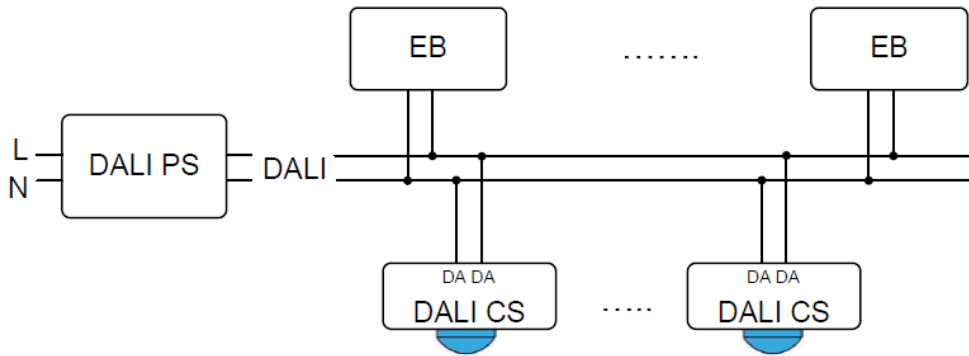 EB ....... EB
L
DALI PS DALI
N
DA DA DA DA
DALI CS ..... DALI CS